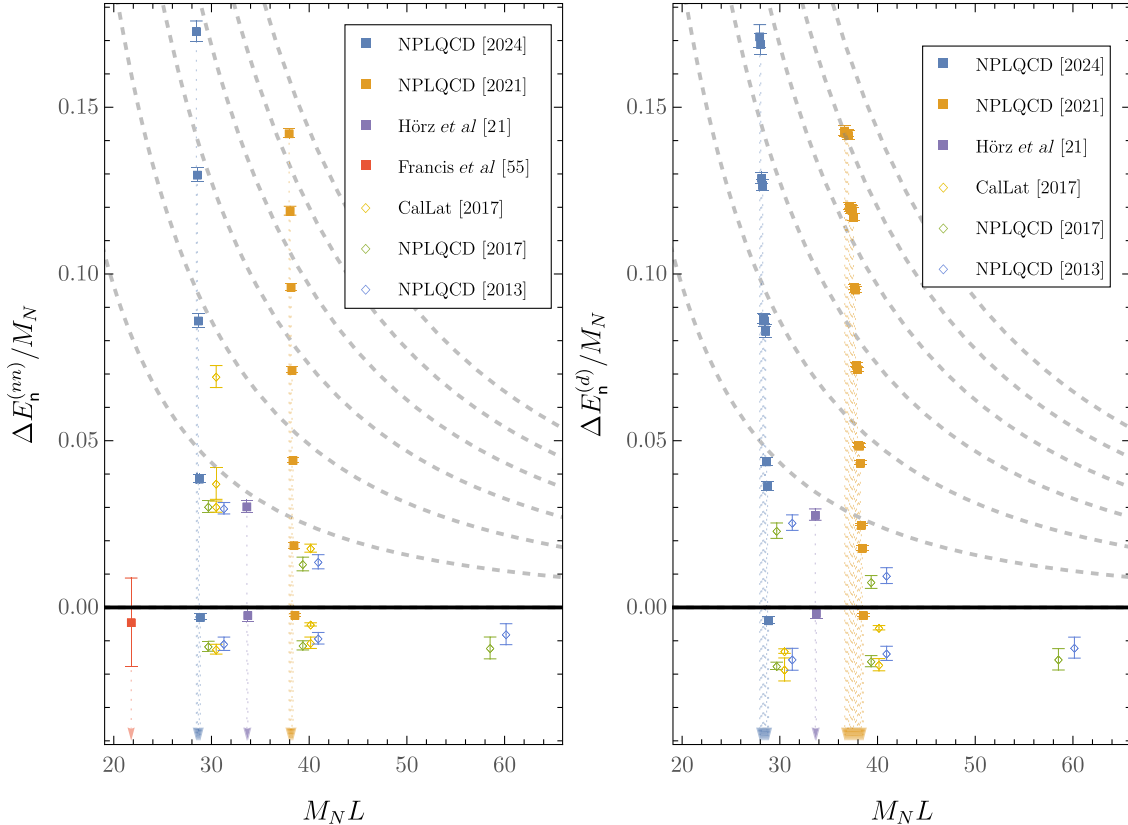 NPLQCD [2024]
NPLQCD [2021]
Hörz et al [21]
Francis et al [55]
CalLat [2017]
NPLQCD [2017]
NPLQCD [2013]
0.15
0.10
0.05
0.00
ΔE_n^{(nn)}/M_N
20 30 40 50 60
M_N L
NPLQCD [2024]
NPLQCD [2021]
Hörz et al [21]
CalLat [2017]
NPLQCD [2017]
NPLQCD [2013]
0.15
0.10
0.05
0.00
ΔE_n^{(d)}/M_N
20 30 40 50 60
M_N L